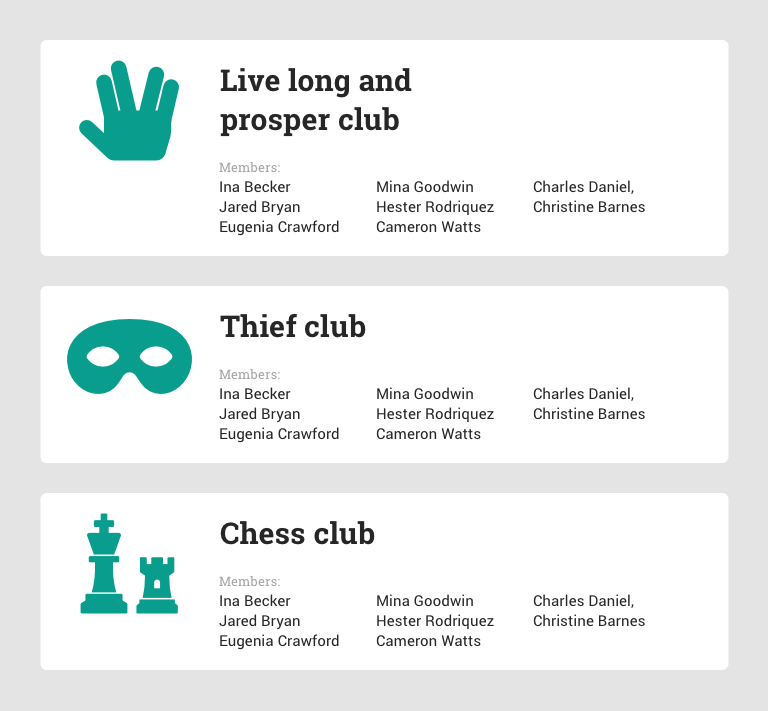 Live long and
prosper club
Members:
Ina Becker
Jared Bryan
Eugenia Crawford
Mina Goodwin
Hester Rodriquez
Cameron Watts
Charles Daniel,
Christine Barnes
Thief club
Members:
Ina Becker
Jared Bryan
Eugenia Crawford
Mina Goodwin
Hester Rodriquez
Cameron Watts
Charles Daniel,
Christine Barnes
Chess club
Members:
Ina Becker
Jared Bryan
Eugenia Crawford
Mina Goodwin
Hester Rodriquez
Cameron Watts
Charles Daniel,
Christine Barnes